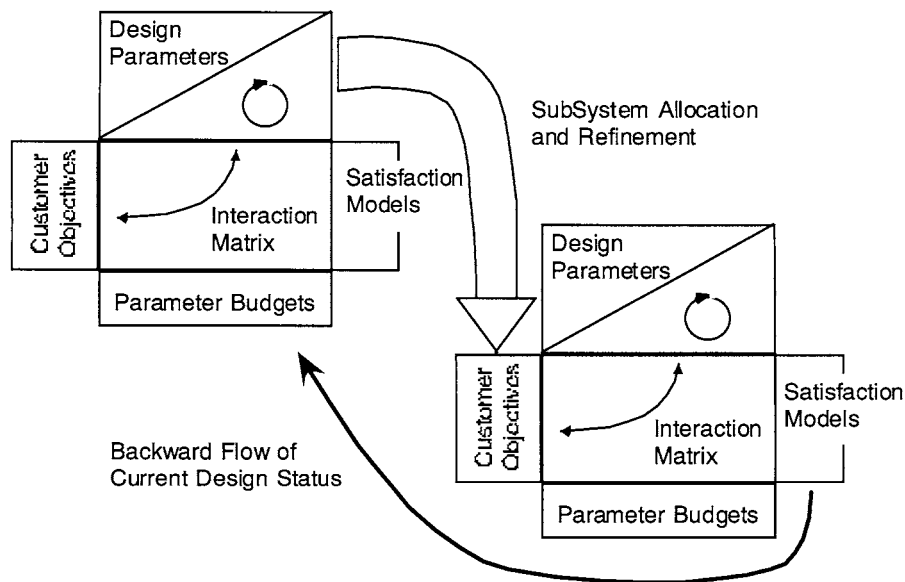 Design
Parameters
SubSystem Allocation
and Refinement
Customer
Objectives
Satisfaction
Models
Interaction
Matrix
Parameter Budgets
Design
Parameters
Customer
Objectives
Satisfaction
Models
Interaction
Matrix
Parameter Budgets
Backward Flow of
Current Design Status